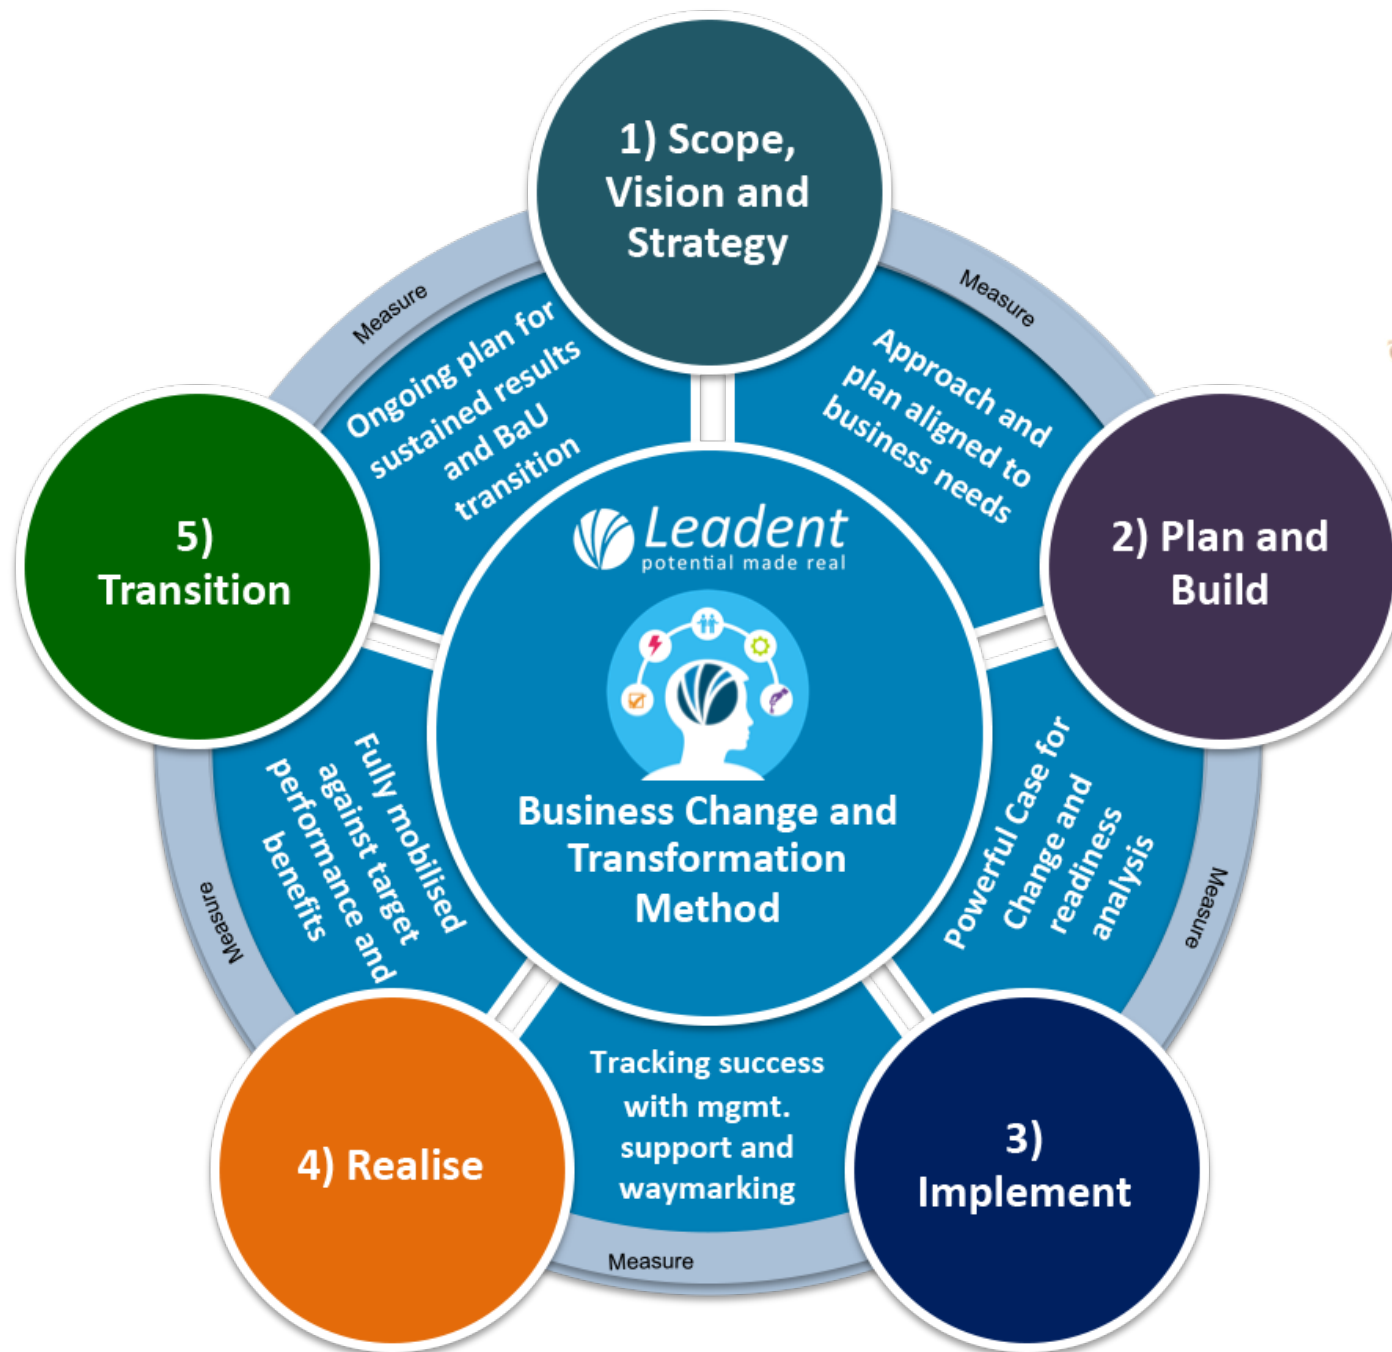 1) Scope,
Vision and
Strategy
Measure
Approach and
plan aligned to
business needs
2) Plan and
Build
Powerful Case for
Change and
readiness
analysis
Measure
3)
Implement
Tracking success
with mgmt.
support and
waymarking
Measure
4) Realise
Fully mobilised
against target
performance and
benefits
Measure
5)
Transition
Ongoing plan for
sustained results
and BaU
transition
Measure
Leadent
potential made real
Business Change and
Transformation
Method